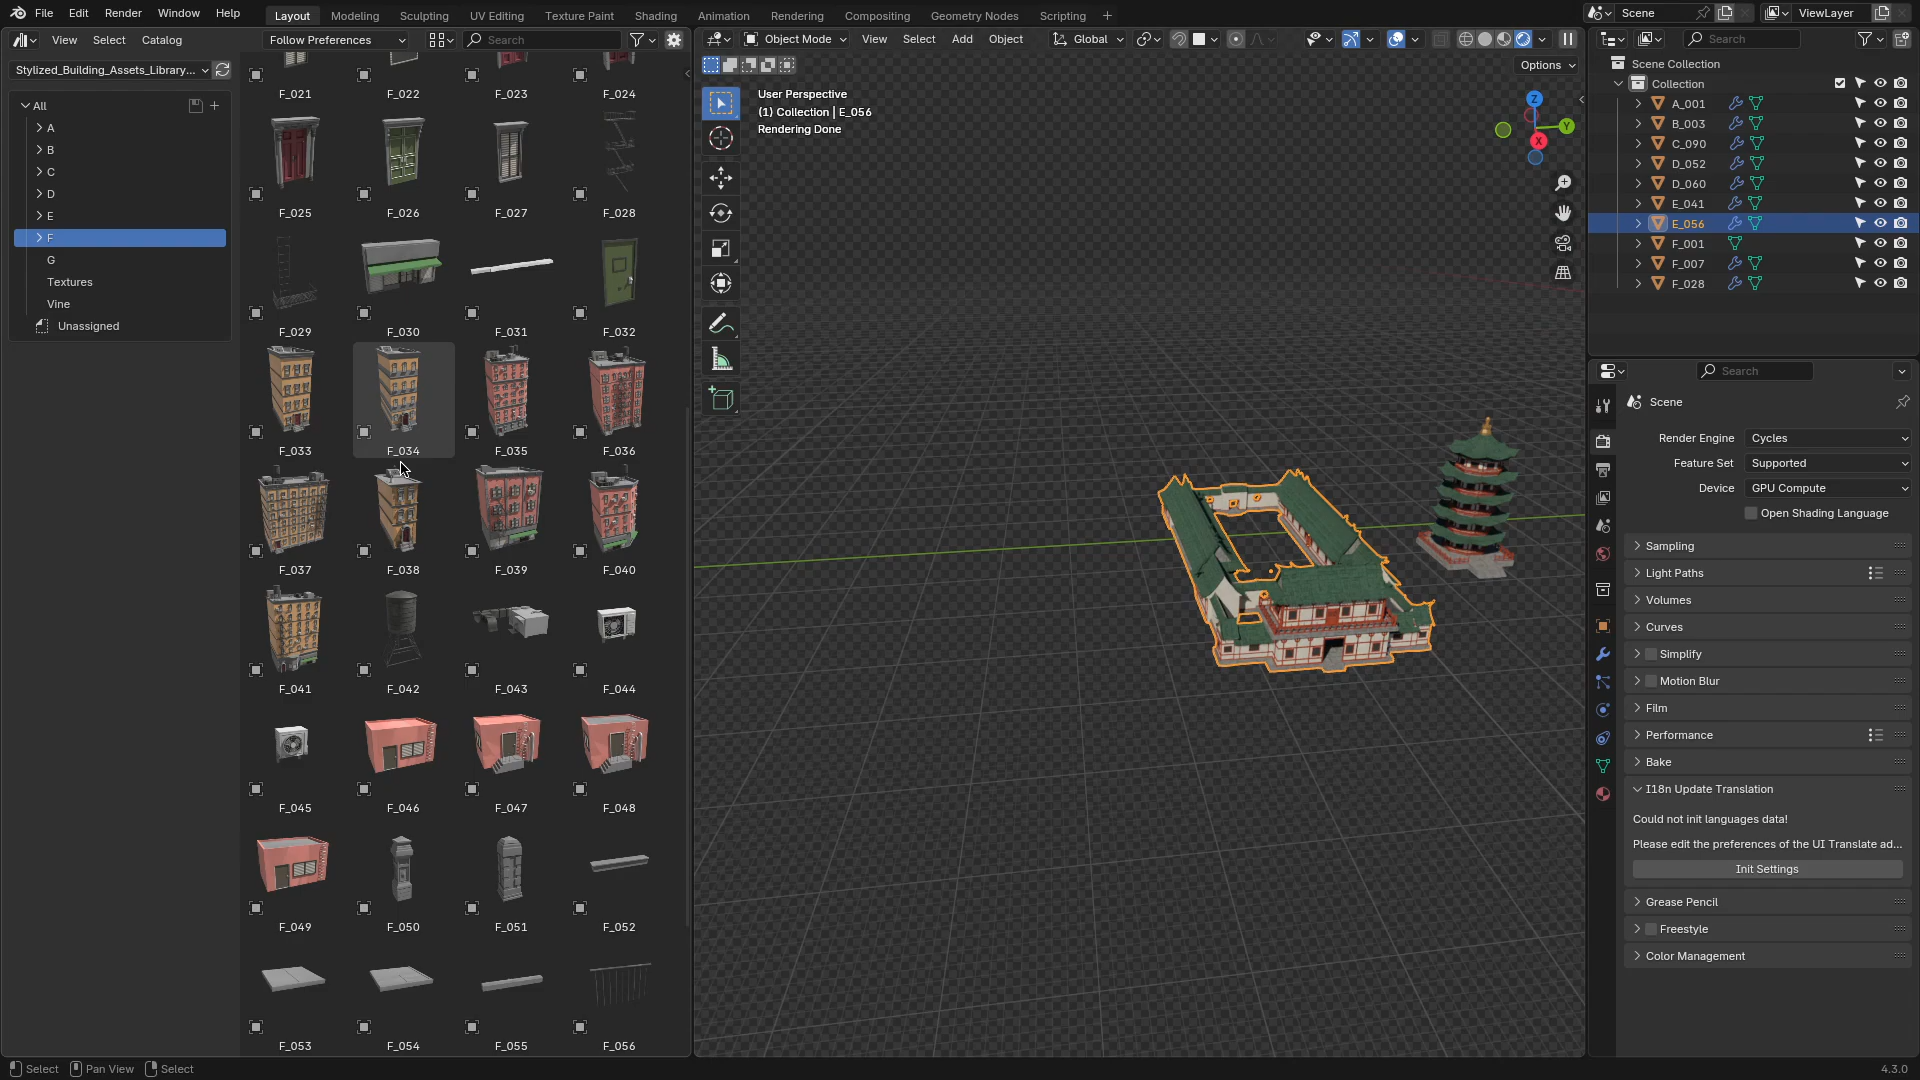 File Edit Render Window Help Layout Modeling Sculpting UV Editing Texture Paint Shading Animation Rendering Compositing Geometry Nodes Scripting + Scene ViewLayer
View Select Catalog Follow Preferences Search
Object Mode View Select Add Object Global Search
Stylized_Building_Assets_Library...
Options
All
A
B
C
D
E
F
G
Textures
Vine
Unassigned
F_021 F_022 F_023 F_024
F_025 F_026 F_027 F_028
F_029 F_030 F_031 F_032
F_033 F_034 F_035 F_036
F_037 F_038 F_039 F_040
F_041 F_042 F_043 F_044
F_045 F_046 F_047 F_048
F_049 F_050 F_051 F_052
F_053 F_054 F_055 F_056
User Perspective
(1) Collection | E_056
Rendering Done
Z
Y
X
Scene Collection
Collection
A_001
B_003
C_090
D_052
D_060
E_041
E_056
F_001
F_007
F_028
Search
Scene
Render Engine Cycles
Feature Set Supported
Device GPU Compute
Open Shading Language
Sampling
Light Paths
Volumes
Curves
Simplify
Motion Blur
Film
Performance
Bake
I18n Update Translation
Could not init languages data!
Please edit the preferences of the UI Translate ad...
Init Settings
Grease Pencil
Freestyle
Color Management
Select Pan View Select 4.3.0